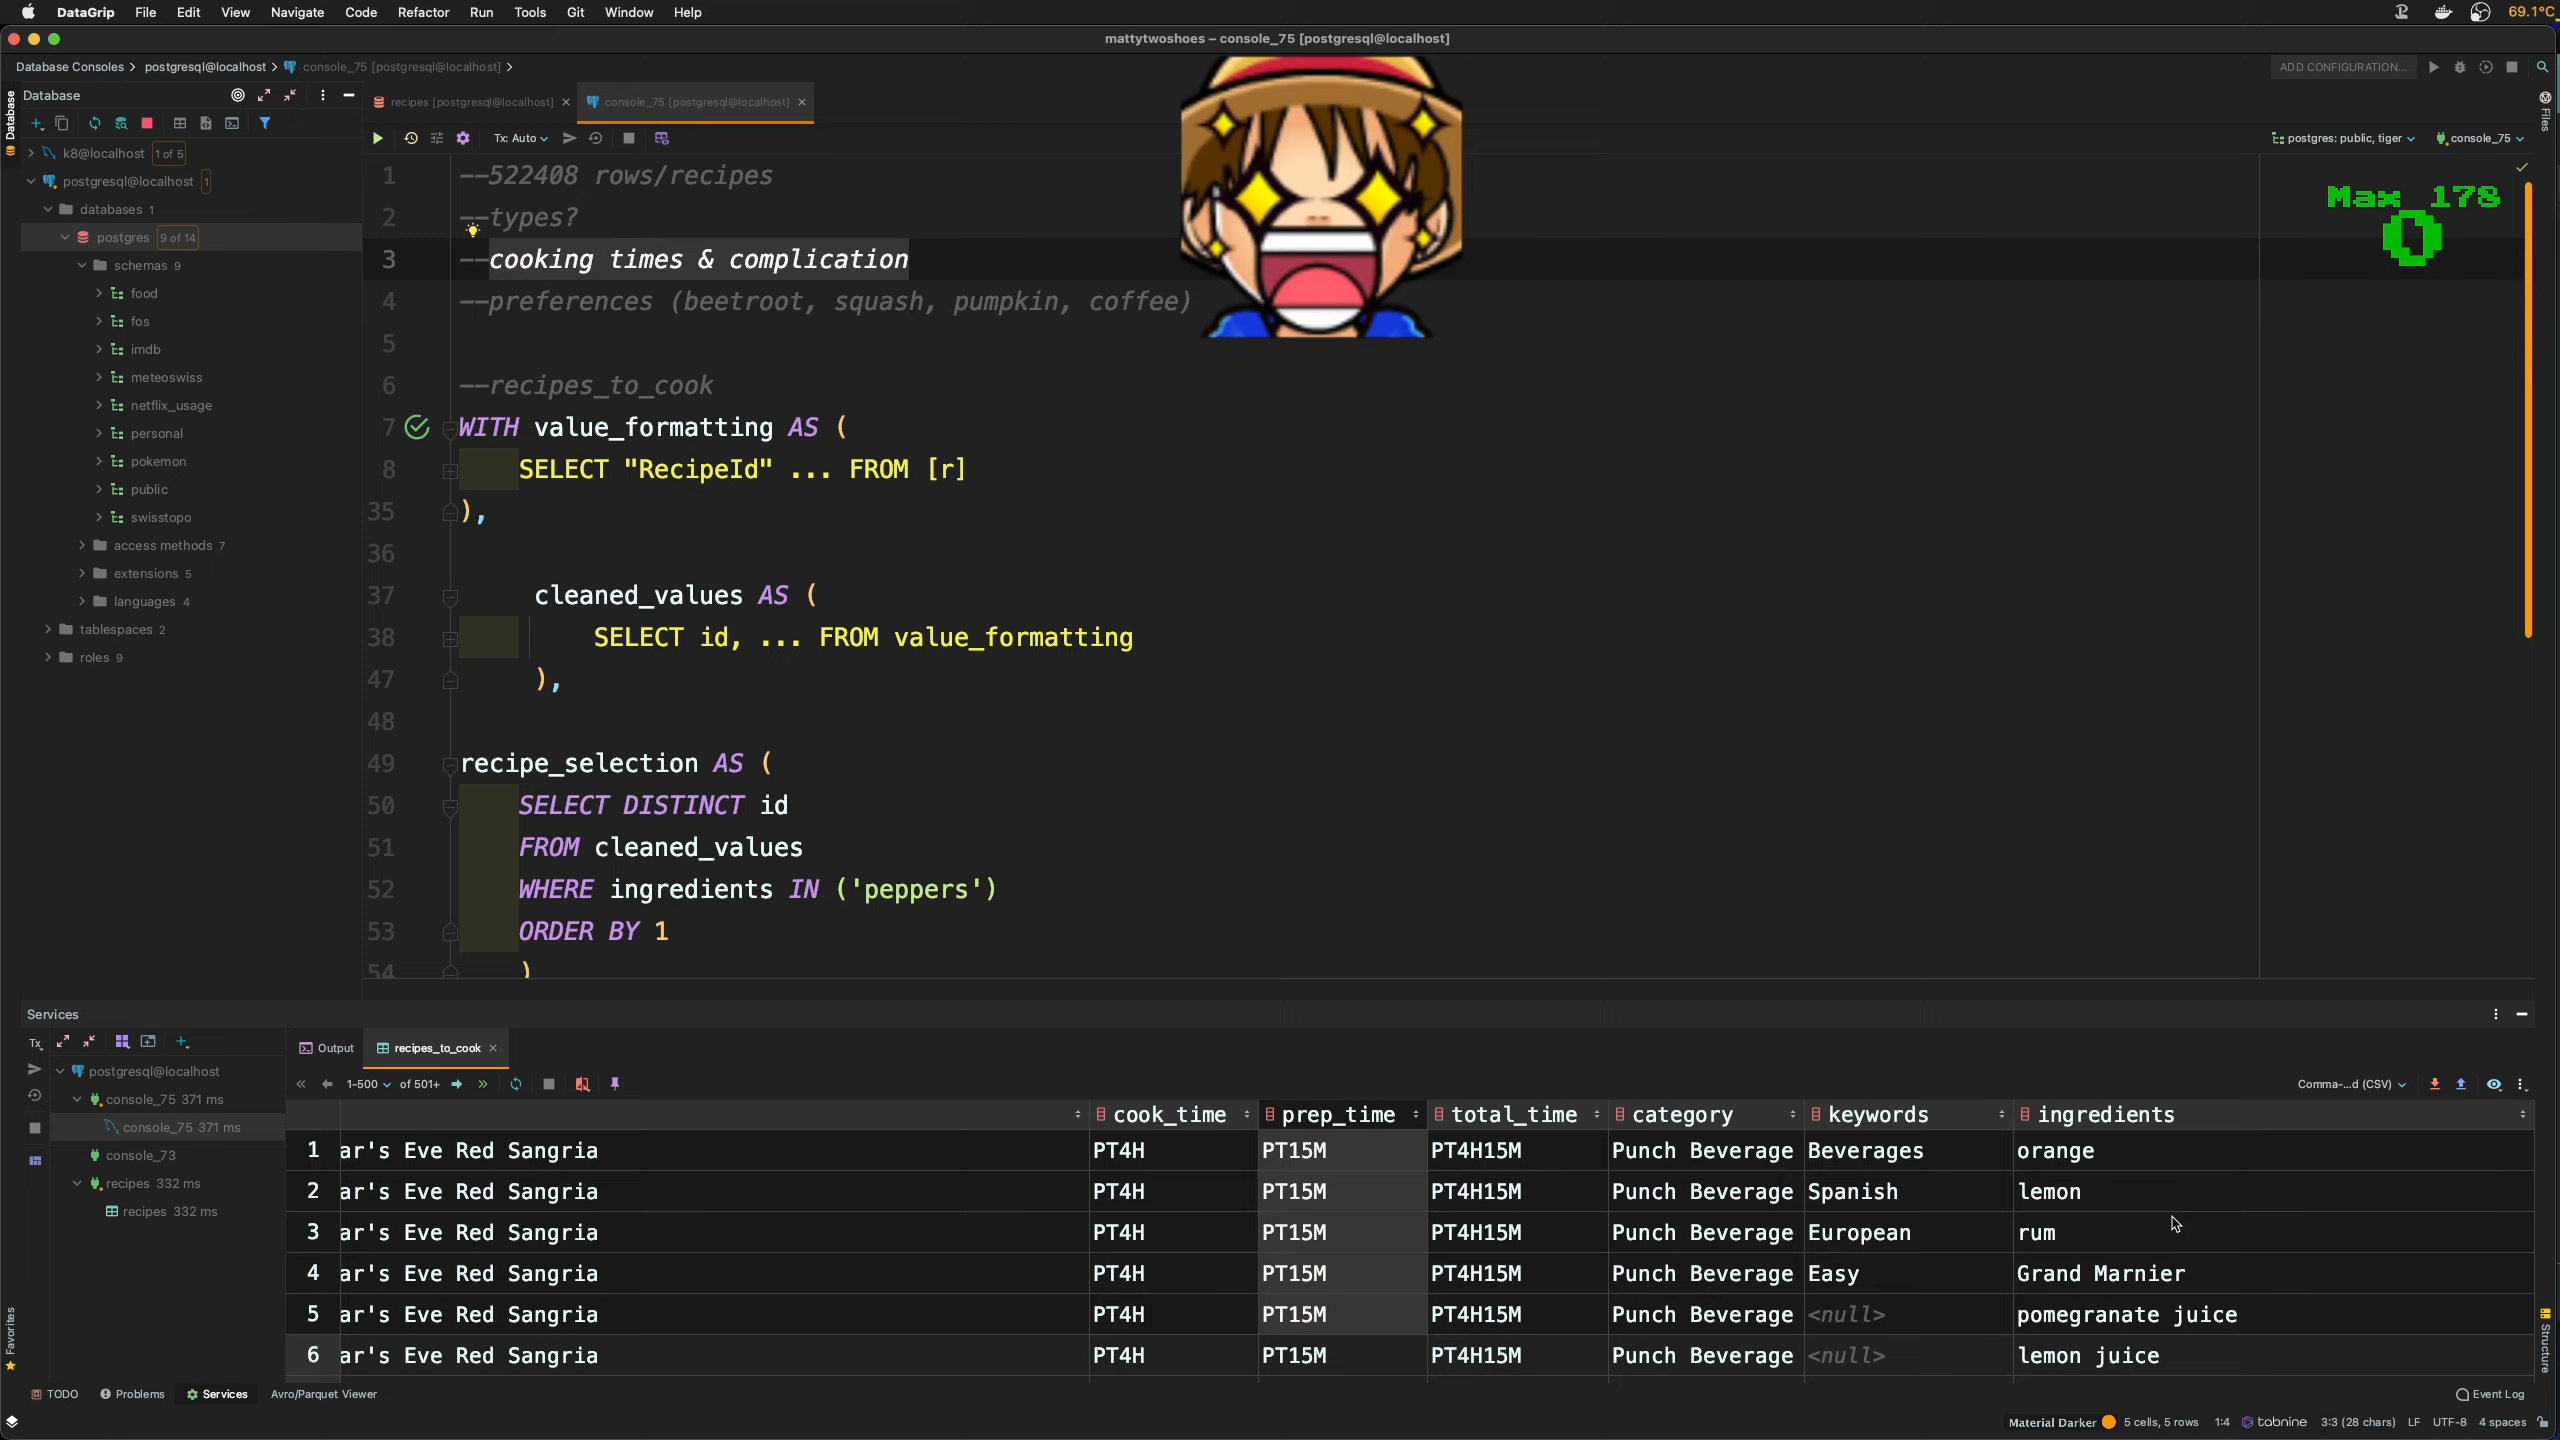 DataGrip File Edit View Navigate Code Refactor Run Tools Git Window Help 69.1°C
mattytwoshoes – console_75 [postgresql@localhost]
Database Consoles postgresql@localhost console_75 [postgresql@localhost] ADD CONFIGURATION...
Database
Database
Files
recipes [postgresql@localhost] console_75 [postgresql@localhost]
Tx: Auto postgres: public, tiger console_75
k8@localhost 1 of 5
postgresql@localhost 1
databases 1
postgres 9 of 14
schemas 9
food
fos
imdb
meteoswiss
netflix_usage
personal
pokemon
public
swisstopo
access methods 7
extensions 5
languages 4
tablespaces 2
roles 9
Max 178
0
1 --522408 rows/recipes
2 --types?
3 --cooking times & complication
4 --preferences (beetroot, squash, pumpkin, coffee)
5
6 --recipes_to_cook
7 WITH value_formatting AS (
8 SELECT "RecipeId" ... FROM [r]
35 ),
36
37 cleaned_values AS (
38 SELECT id, ... FROM value_formatting
47 ),
48
49 recipe_selection AS (
50 SELECT DISTINCT id
51 FROM cleaned_values
52 WHERE ingredients IN ('peppers')
53 ORDER BY 1
54 )
Services
Tx
postgresql@localhost
console_75 371 ms
console_75 371 ms
console_73
recipes 332 ms
recipes 332 ms
Output recipes_to_cook
1-500 of 501+ Comma-...d (CSV)
cook_time prep_time total_time category keywords ingredients
1 ar's Eve Red Sangria PT4H PT15M PT4H15M Punch Beverage Beverages orange
2 ar's Eve Red Sangria PT4H PT15M PT4H15M Punch Beverage Spanish lemon
3 ar's Eve Red Sangria PT4H PT15M PT4H15M Punch Beverage European rum
4 ar's Eve Red Sangria PT4H PT15M PT4H15M Punch Beverage Easy Grand Marnier
5 ar's Eve Red Sangria PT4H PT15M PT4H15M Punch Beverage <null> pomegranate juice
6 ar's Eve Red Sangria PT4H PT15M PT4H15M Punch Beverage <null> lemon juice
Favorites
Structure
TODO Problems Services Avro/Parquet Viewer Event Log
Material Darker 5 cells, 5 rows 1:4 tabnine 3:3 (28 chars) LF UTF-8 4 spaces